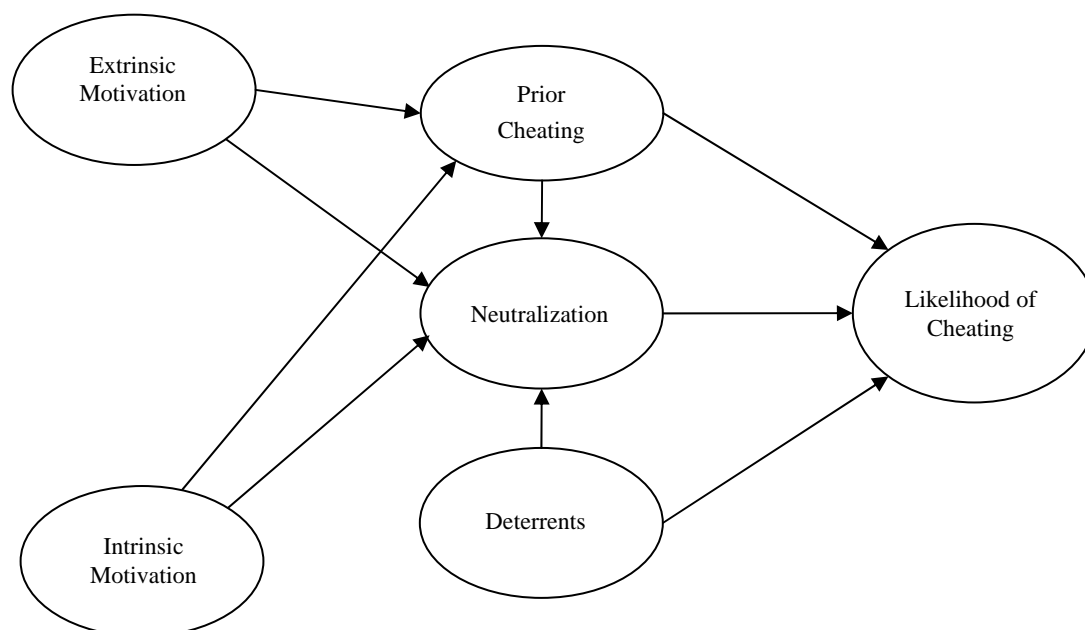 Extrinsic
Motivation
Prior
Cheating
Neutralization
Likelihood of
Cheating
Deterrents
Intrinsic
Motivation